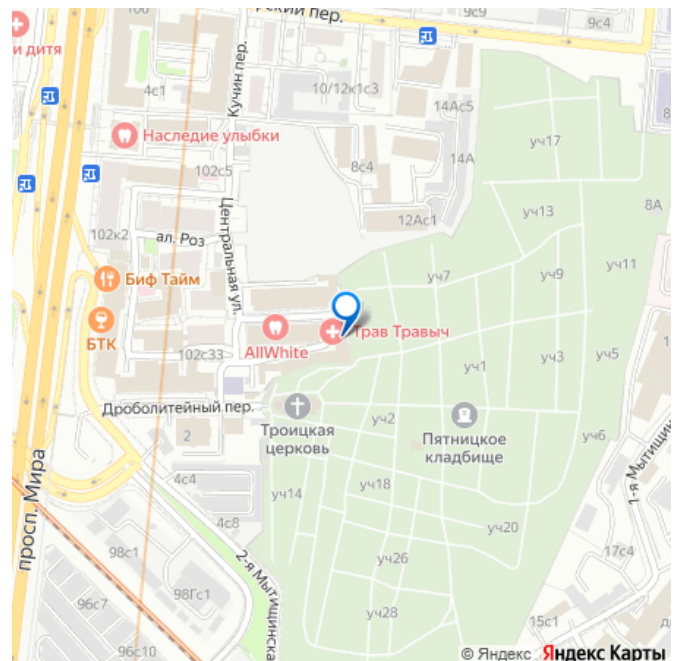 рский пер.
9с9
9с4
и дитя
4с1
Кучин пер.
10/12к1с3
14Ас5
Наследие улыбки
уч17
8с4
14А
102с5
8А
12Ас1
уч13
Центральная ул.
102к2
ал. Роз
уч11
уч7
уч9
Биф Тайм
БТК
Трав Травыч
AllWhite
102с33
уч1
уч3
уч5
Дроболитейный пер.
Троицкая
церковь
уч2
Пятницкое
кладбище
уч6
2
просп. Мира
4с4
уч14
уч18
1-я Мытищин
4с8
уч20
98с1
2-я Мытищинска
уч26
17с4
98Гс1
96с7
уч28
15с1
96с10
© Яндекс Яндекс Карты